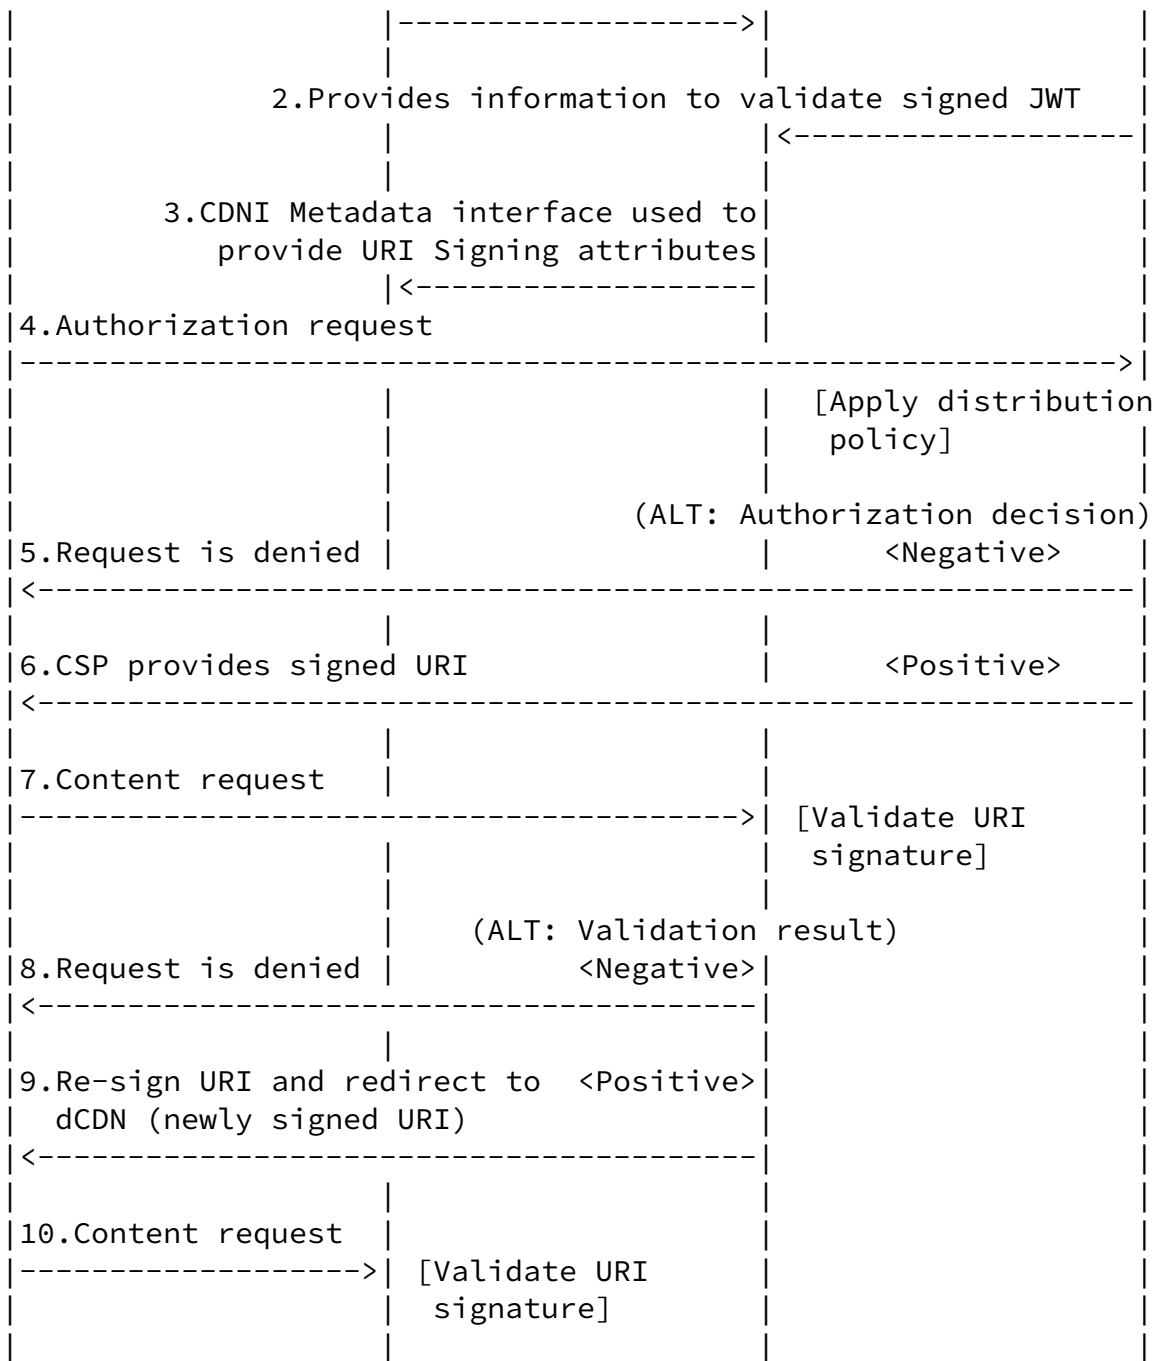 |                    |------------------->|                    |
|                    |                    |                    |
|              2.Provides information to validate signed JWT   |
|                    |                    |<-------------------|
|                    |                    |                    |
|        3.CDNI Metadata interface used to|                    |
|           provide URI Signing attributes|                    |
|                    |<-------------------|                    |
|4.Authorization request                  |                    |
|------------------------------------------------------------->|
|                    |                    |  [Apply distribution
|                    |                    |   policy]          |
|                    |                    |                    |
|                    |             (ALT: Authorization decision)
|5.Request is denied |                    |      <Negative>    |
|<-------------------------------------------------------------|
|                    |                    |                    |
|6.CSP provides signed URI                |      <Positive>    |
|<-------------------------------------------------------------|
|                    |                    |                    |
|7.Content request   |                    |                    |
|---------------------------------------->| [Validate URI      |
|                    |                    |  signature]        |
|                    |                    |                    |
|                    |    (ALT: Validation result)             |
|8.Request is denied |          <Negative>|                    |
|<----------------------------------------|                    |
|                    |                    |                    |
|9.Re-sign URI and redirect to  <Positive>|                    |
|  dCDN (newly signed URI)                |                    |
|<----------------------------------------|                    |
|                    |                    |                    |
|10.Content request  |                    |                    |
|------------------->| [Validate URI      |                    |
|                    |  signature]        |                    |
|                    |                    |                    |